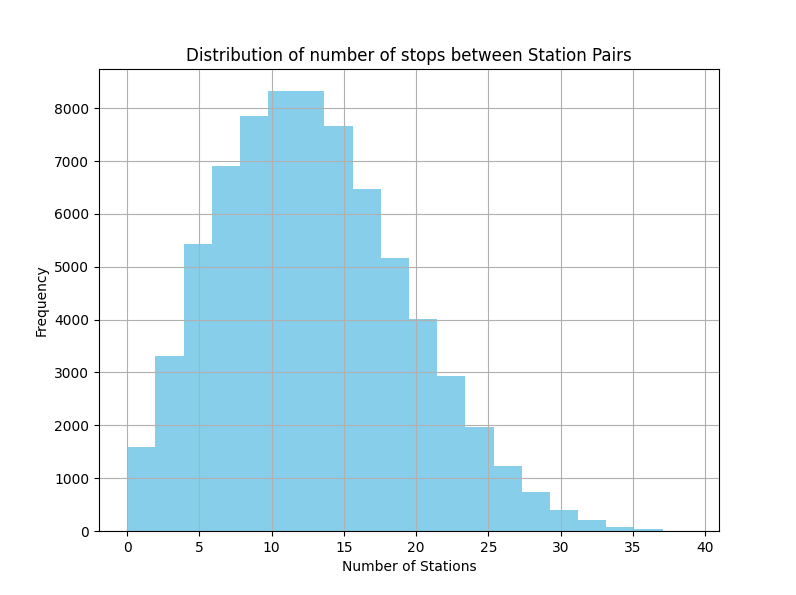 Distribution of number of stops between Station Pairs
8000
7000
6000
5000
4000
3000
2000
1000
0
Frequency
0 5 10 15 20 25 30 35 40
Number of Stations